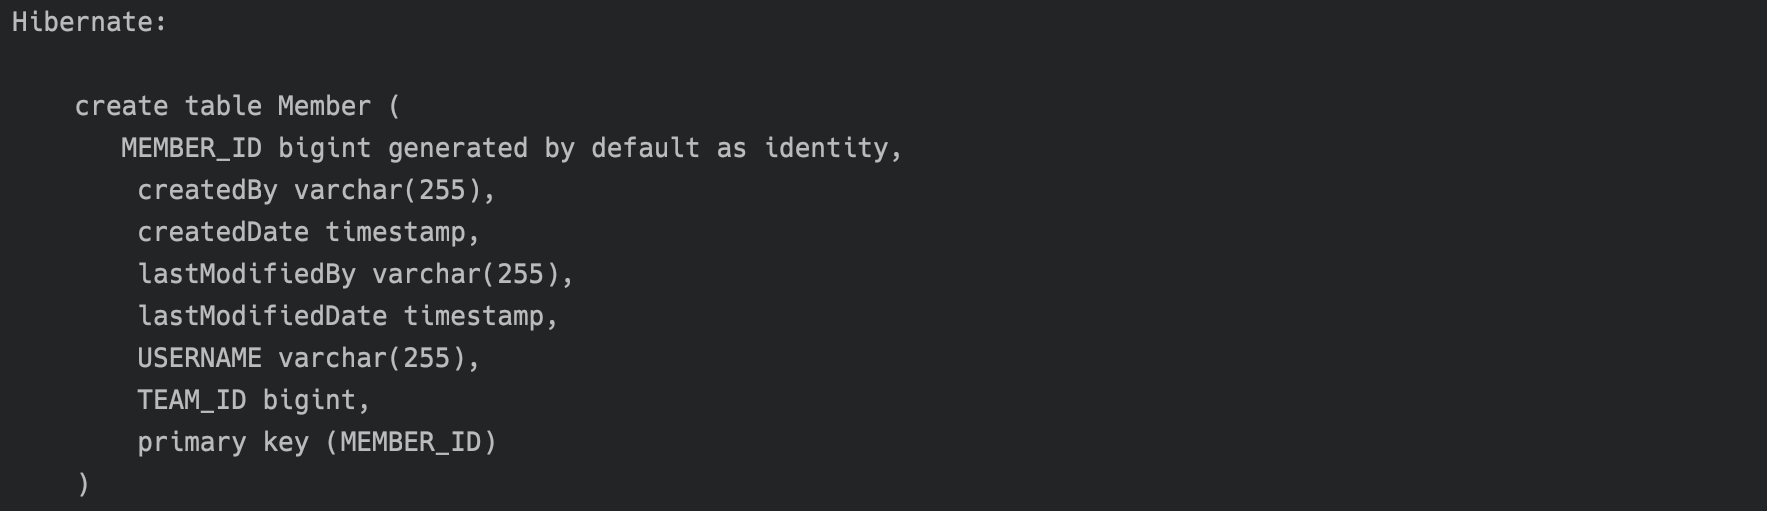 Hibernate:
create table Member (
MEMBER_ID bigint generated by default as identity,
createdBy varchar(255),
createdDate timestamp,
lastModifiedBy varchar(255),
lastModifiedDate timestamp,
USERNAME varchar(255),
TEAM_ID bigint,
primary key (MEMBER_ID)
)